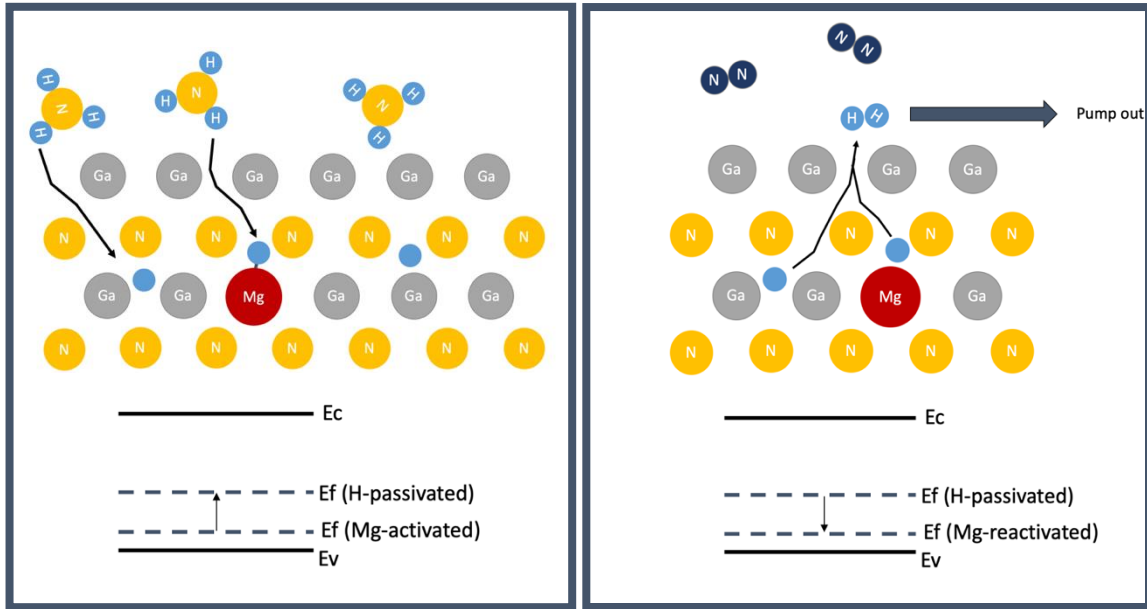 H
H N H
H
H
H N H
H
H H
N
H
Ga Ga Ga Ga Ga Ga
N N N N N N N
Ga Ga Mg Ga Ga Ga
N N N N N N N
Ec
Ef (H-passivated)
Ef (Mg-activated)
Ev
N N
N N
H H
Pump out
Ga Ga Ga Ga
N N N N N
Ga Ga Mg Ga
N N N N N
Ec
Ef (H-passivated)
Ef (Mg-reactivated)
Ev